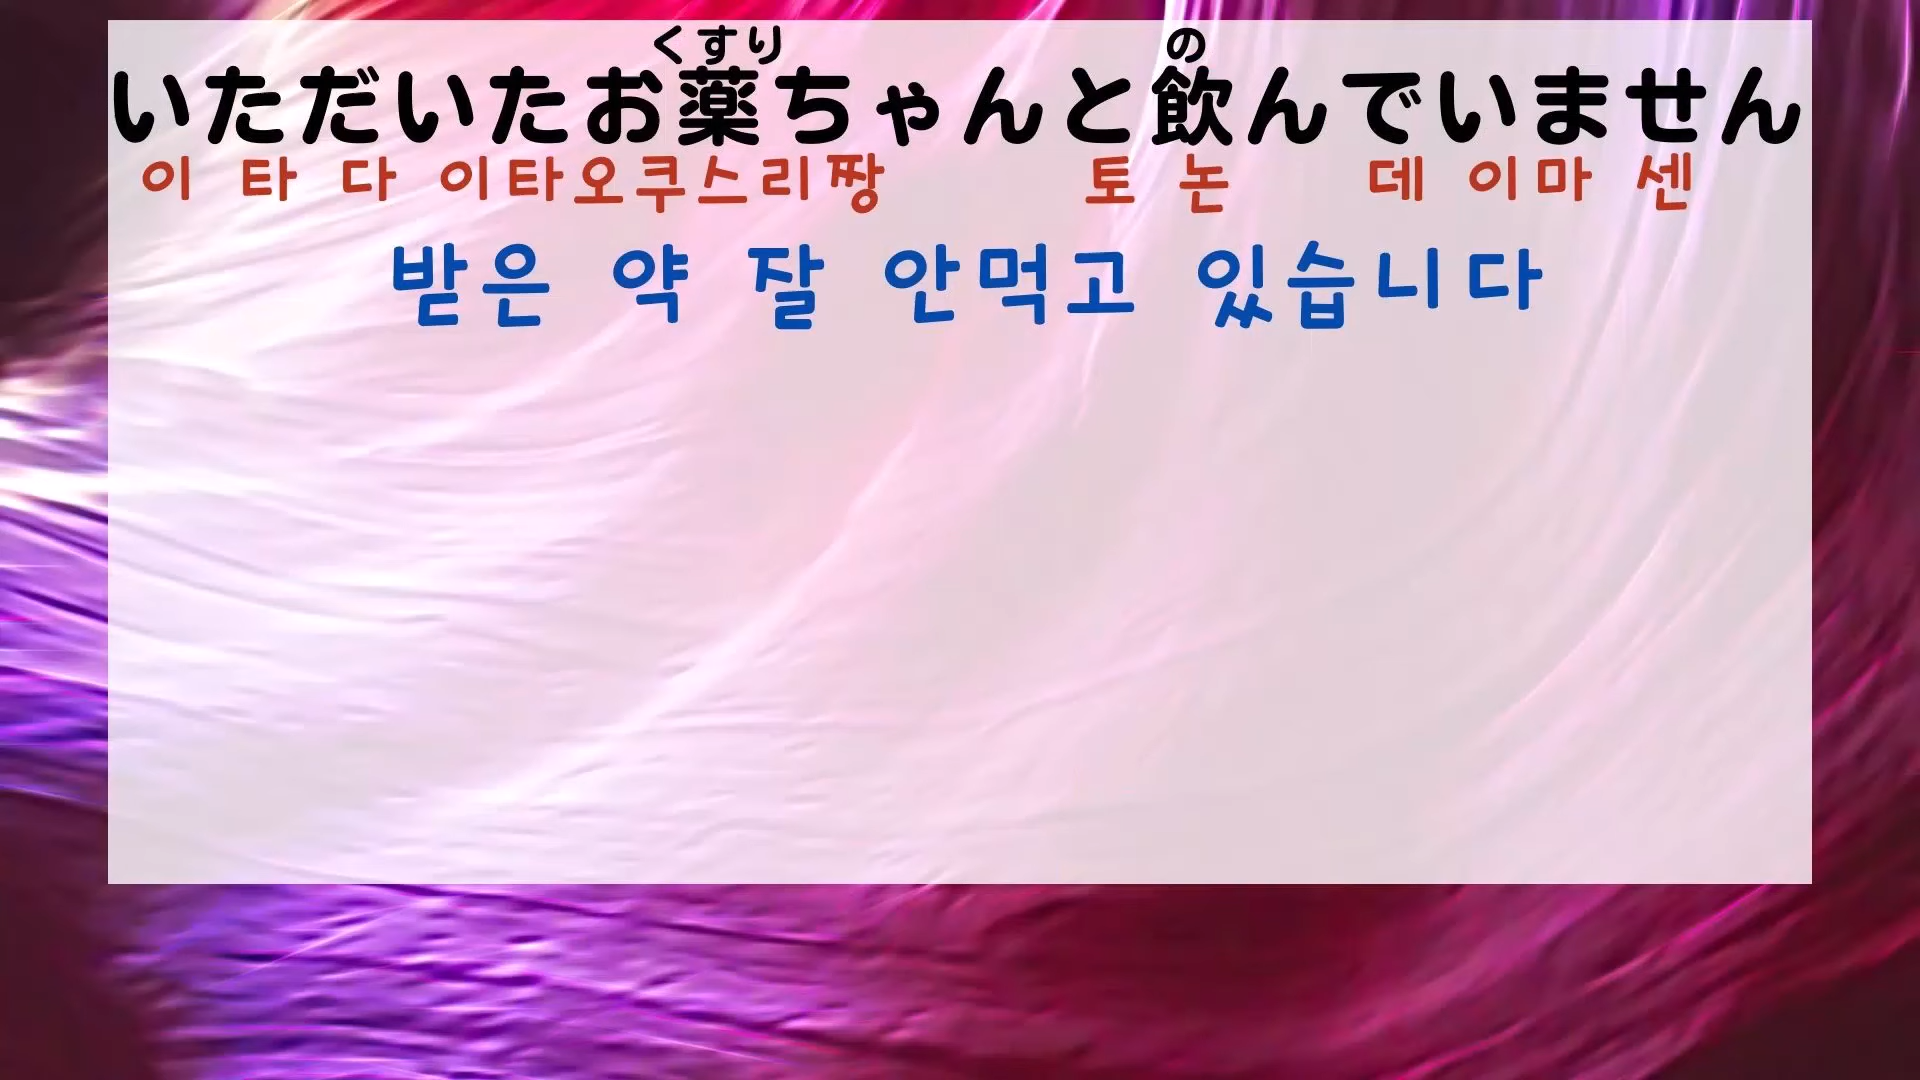 くすり の
いただいたお薬ちゃんと飲んでいません
이 타 다 이타오쿠스리짱 토 논 데 이마 센
받은 약 잘 안먹고 있습니다